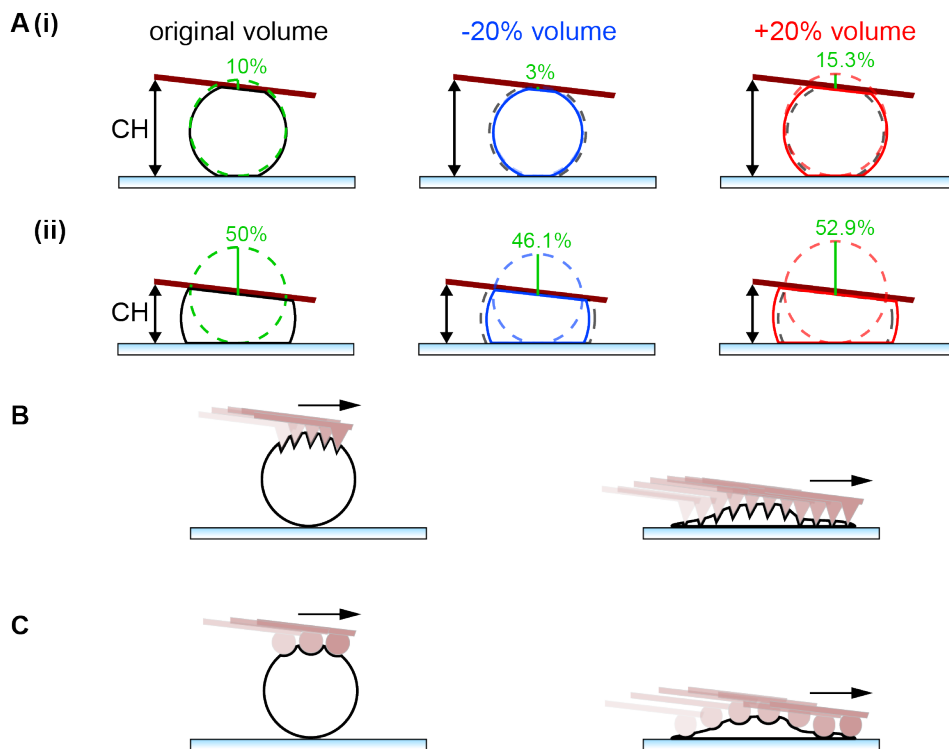 A (i)
original volume
-20% volume
+20% volume
10%
3%
15.3%
CH
(ii)
50%
46.1%
52.9%
CH
B
C